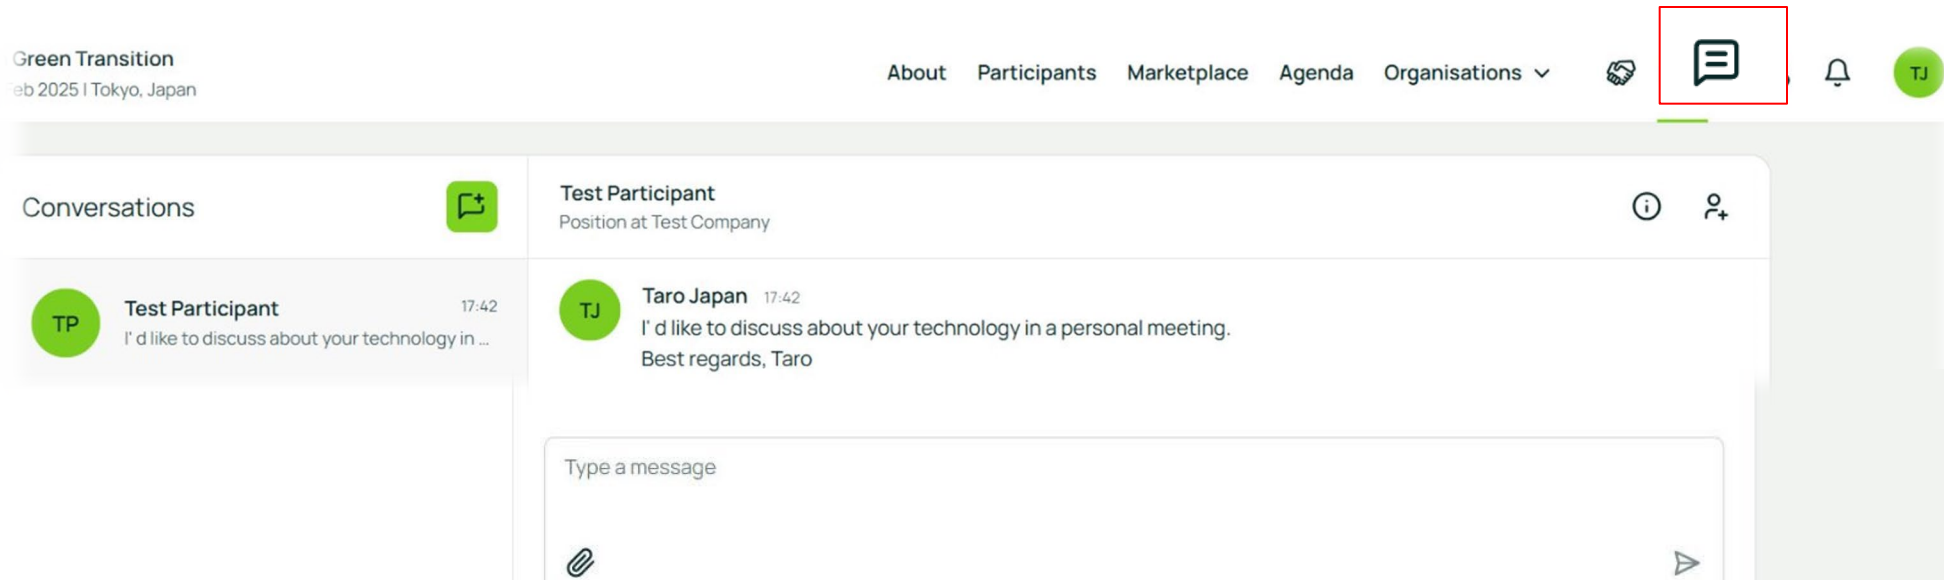 Green Transition
eb 2025 | Tokyo, Japan
About Participants Marketplace Agenda Organisations
TJ
Conversations
Test Participant
Position at Test Company
TP
Test Participant 17:42
I' d like to discuss about your technology in ...
TJ
Taro Japan 17:42
I' d like to discuss about your technology in a personal meeting.
Best regards, Taro
Type a message